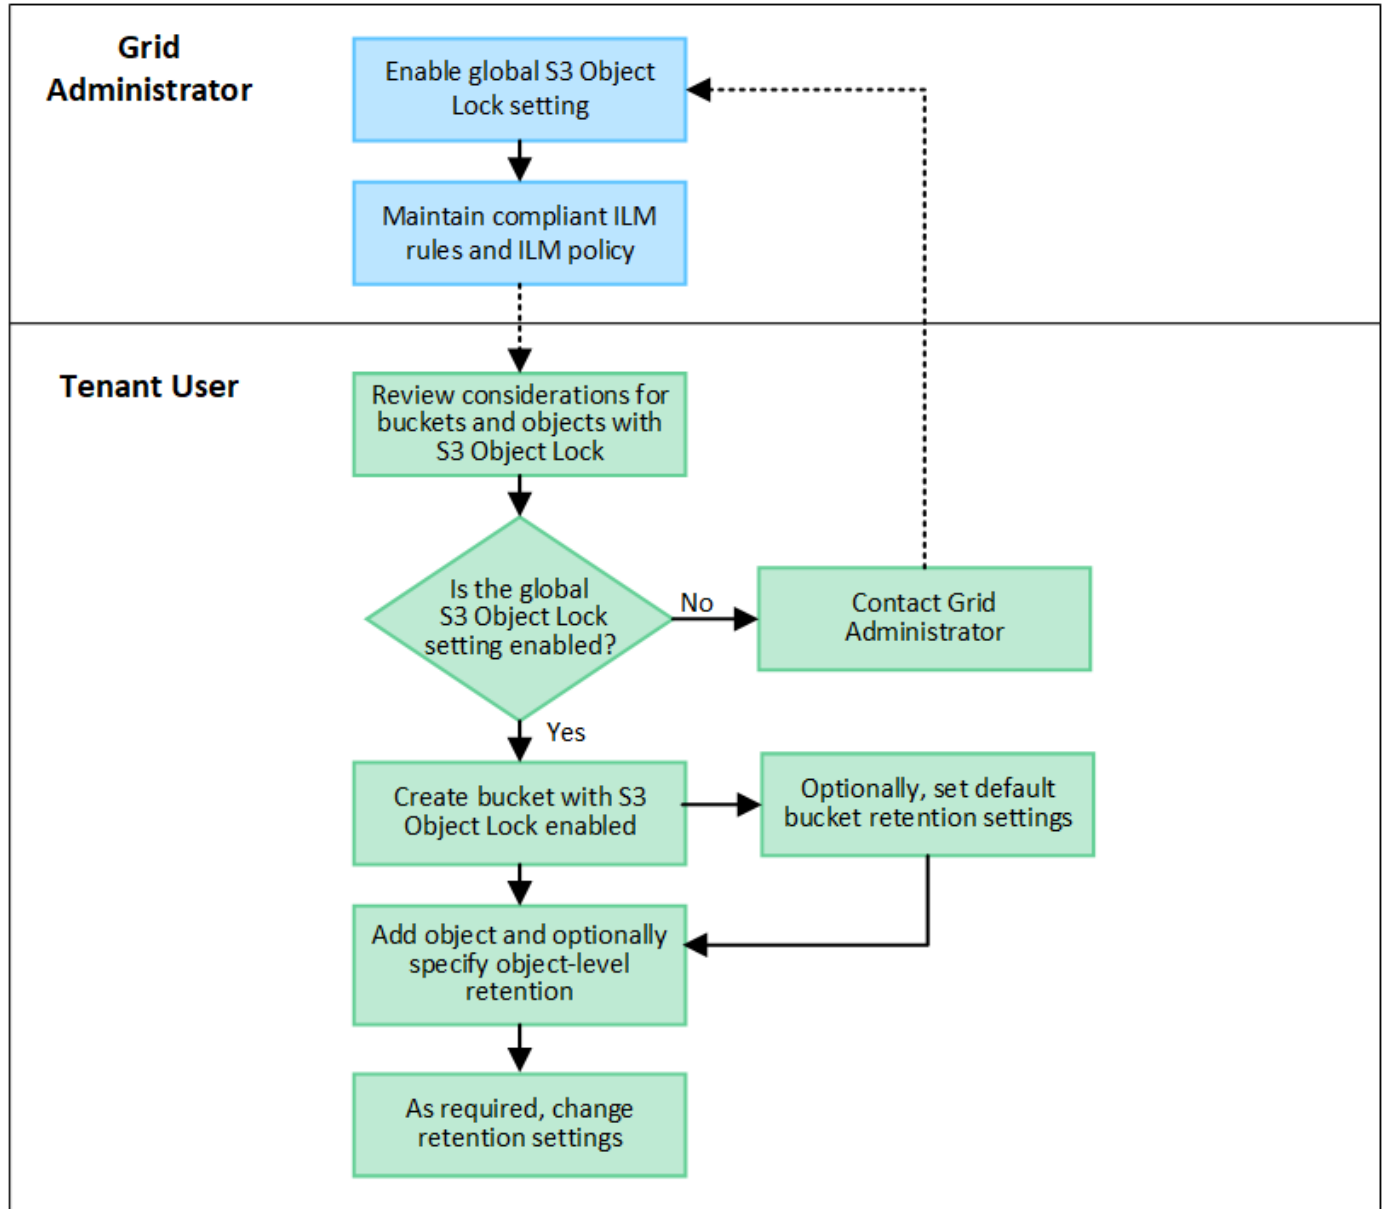 Grid
Administrator
Enable global S3 Object
Lock setting
Maintain compliant ILM
rules and ILM policy
Tenant User
Review considerations for
buckets and objects with
S3 Object Lock
Is the global
S3 Object Lock
setting enabled?
No
Contact Grid
Administrator
Yes
Create bucket with S3
Object Lock enabled
Optionally, set default
bucket retention settings
Add object and optionally
specify object-level
retention
As required, change
retention settings